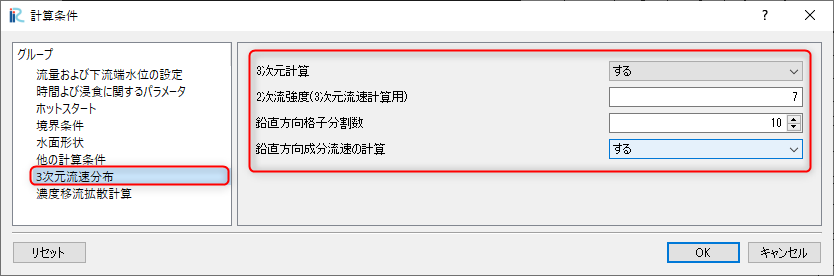 計算条件
グループ
流量および下流端水位の設定
時間及び浸食に関するパラメータ
ホットスタート
境界条件
水面形状
他の計算条件
3次元流速分布
濃度移流拡散計算
3次元計算 する
2次流強度(3次元流速計算用) 7
鉛直方向格子分割数 10
鉛直方向成分流速の計算 する
リセット OK キャンセル